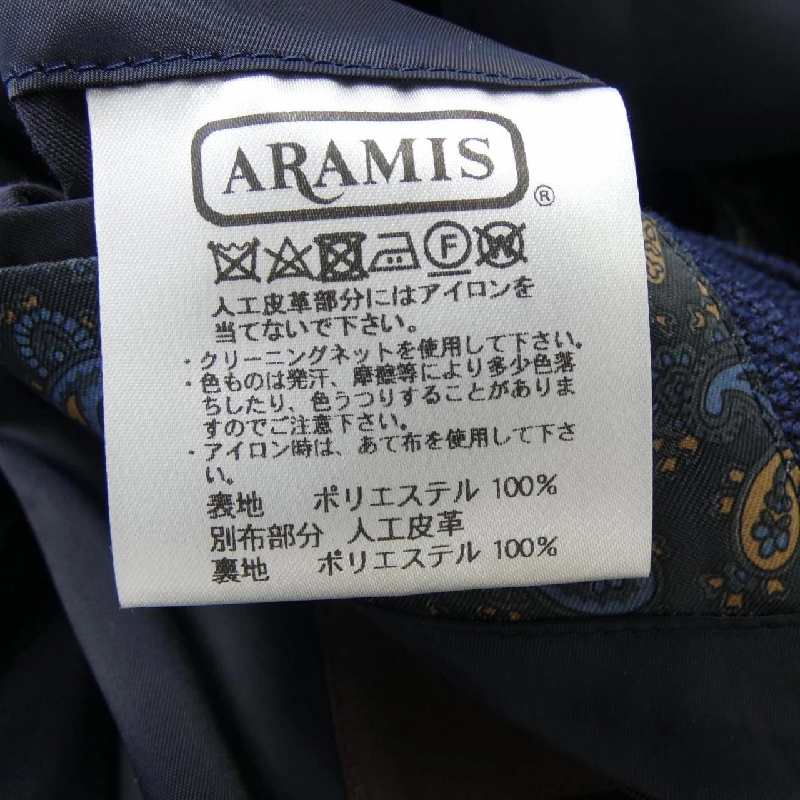 ARAMIS
®
F W
人工皮革部分にはアイロンを
当てないで下さい。
・クリーニングネットを使用して下さい。
・色ものは発汗、摩擦等により多少色落
ちしたり、色うつりすることがありま
すのでご注意下さい。
・アイロン時は、あて布を使用して下さ
い。
表地 ポリエステル 100%
別布部分 人工皮革
裏地 ポリエステル 100%